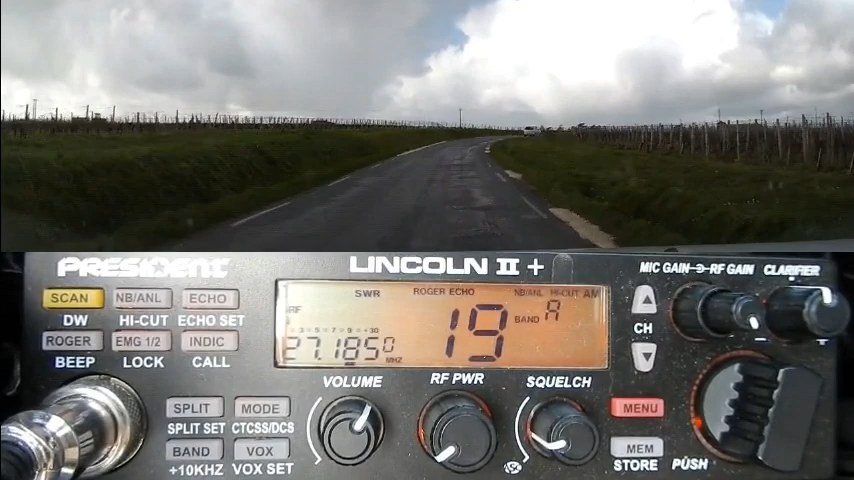 PRESIDENT
LINCOLN II +
MIC GAIN RF GAIN CLARIFIER
SCAN NB/ANL ECHO
DW HI-CUT ECHO SET
ROGER EMG 1/2 INDIC
BEEP LOCK CALL
SPLIT MODE
SPLIT SET CTCSS/DCS
BAND VOX
+10KHZ VOX SET
SWR ROGER ECHO NB/ANL HI-CUT AM
RF
19 BAND A
3 5 7 9 +30
27.1850 MHZ
VOLUME RF PWR SQUELCH
CH
MENU
MEM
STORE PUSH
- +